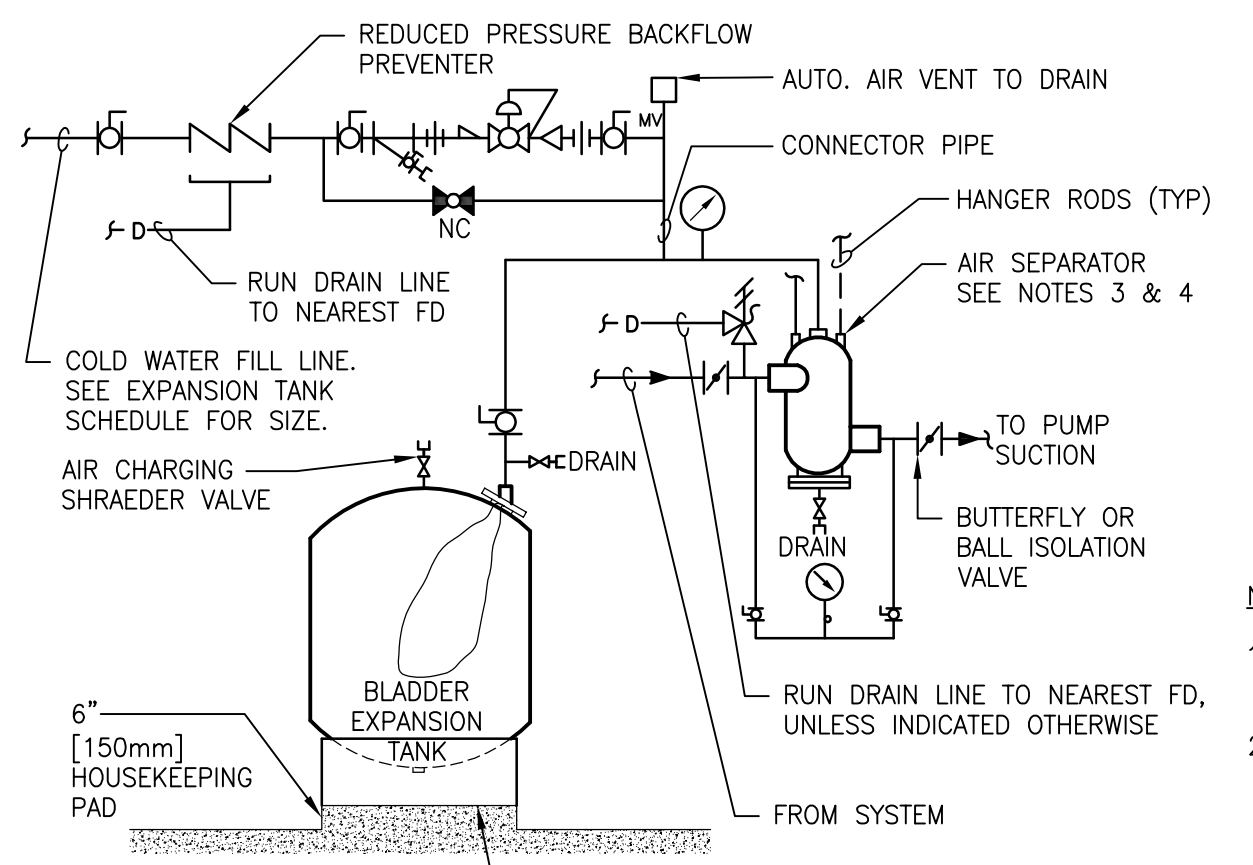 REDUCED PRESSURE BACKFLOW
PREVENTER
AUTO. AIR VENT TO DRAIN
MV
CONNECTOR PIPE
HANGER RODS (TYP)
NC
D
RUN DRAIN LINE
TO NEAREST FD
AIR SEPARATOR
SEE NOTES 3 & 4
D
COLD WATER FILL LINE.
SEE EXPANSION TANK
SCHEDULE FOR SIZE.
TO PUMP
SUCTION
AIR CHARGING
SHRAEDER VALVE
DRAIN
BUTTERFLY OR
BALL ISOLATION
VALVE
DRAIN
RUN DRAIN LINE TO NEAREST FD,
UNLESS INDICATED OTHERWISE
BLADDER
EXPANSION
TANK
6"
[150mm]
HOUSEKEEPING
PAD
FROM SYSTEM